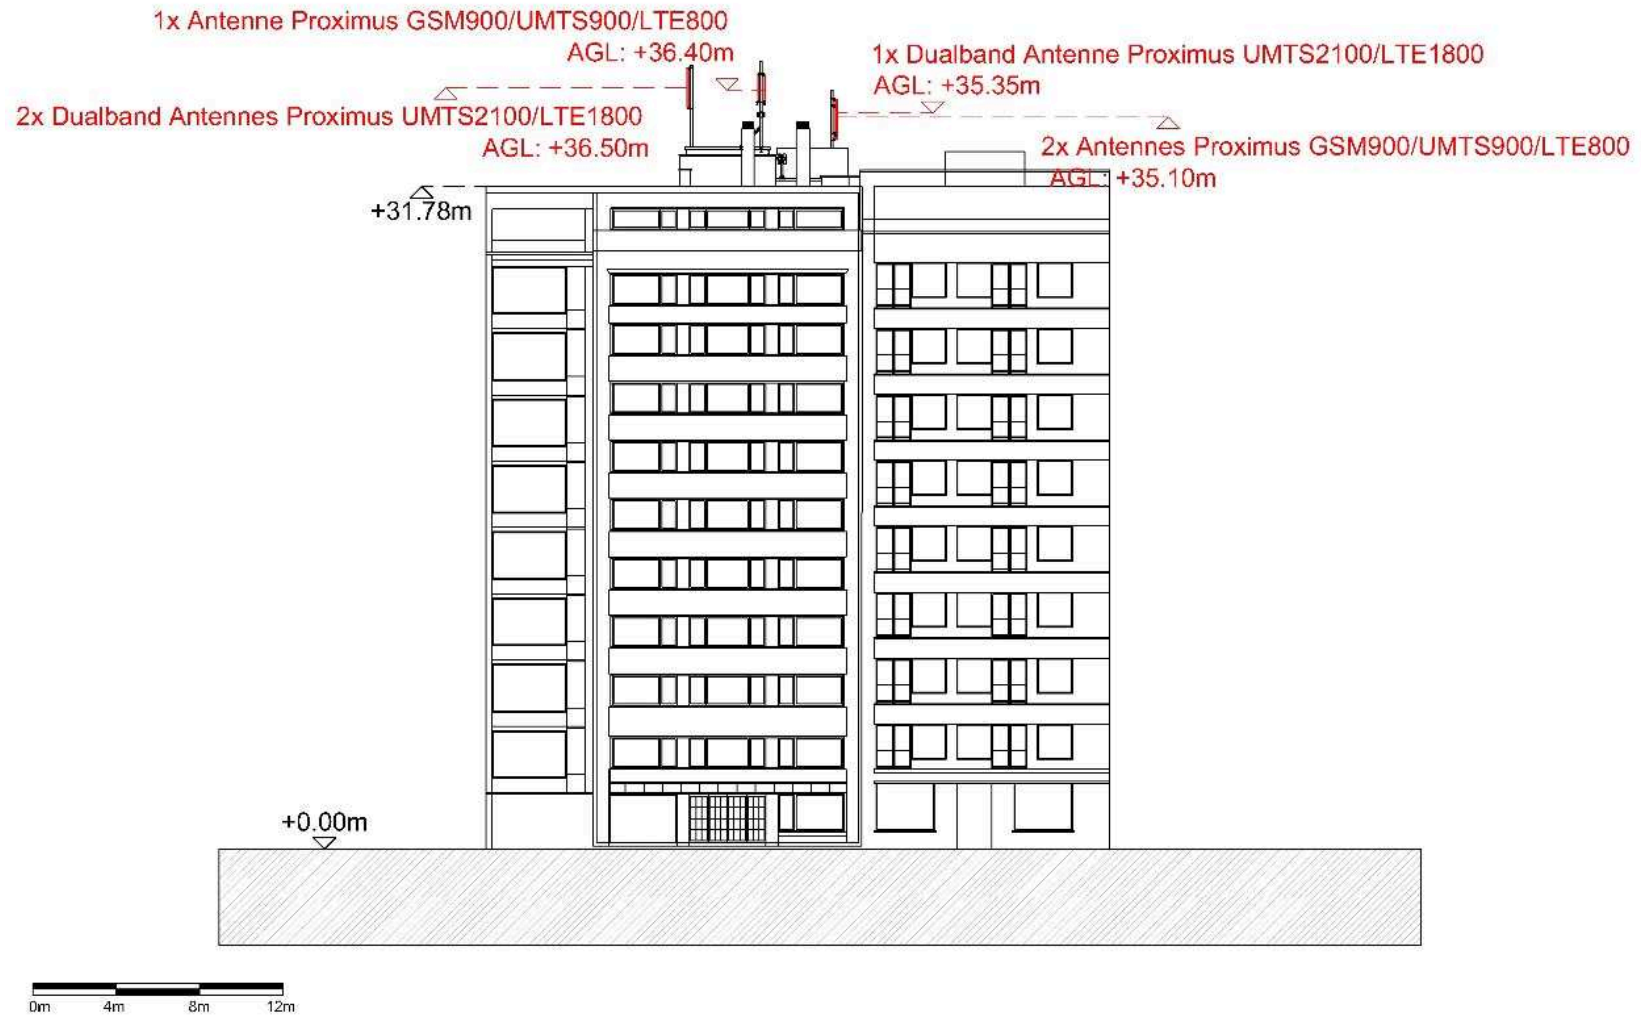 1x Antenne Proximus GSM900/UMTS900/LTE800
AGL: +36.40m
1x Dualband Antenne Proximus UMTS2100/LTE1800
AGL: +35.35m
2x Dualband Antennes Proximus UMTS2100/LTE1800
AGL: +36.50m
2x Antennes Proximus GSM900/UMTS900/LTE800
AGL: +35.10m
+31.78m
+0.00m
0m 4m 8m 12m